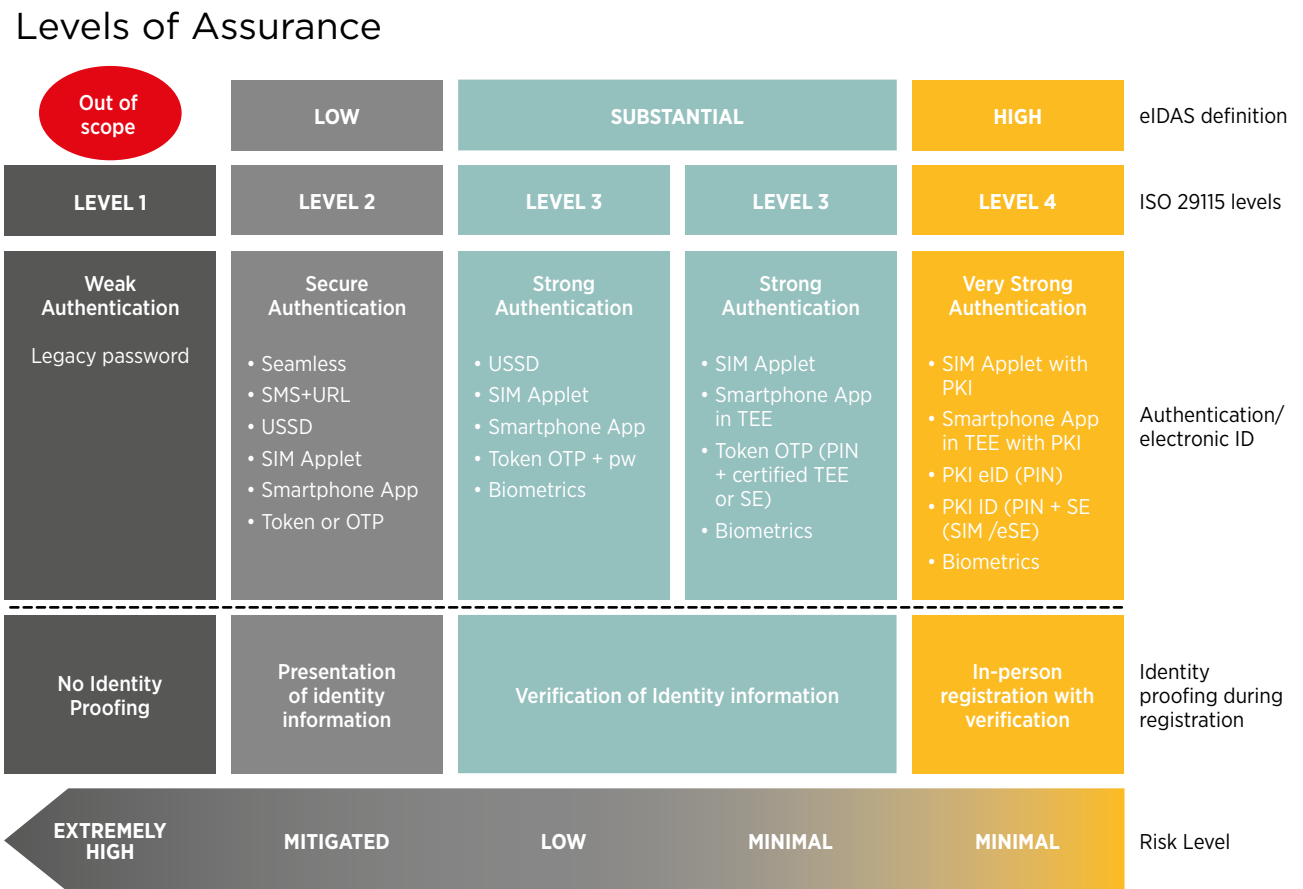 Levels of Assurance
Out of
scope
LOW
SUBSTANTIAL
HIGH
eIDAS definition
LEVEL 1
LEVEL 2
LEVEL 3
LEVEL 3
LEVEL 4
ISO 29115 levels
Weak
Authentication
Legacy password
Secure
Authentication
• Seamless
• SMS+URL
• USSD
• SIM Applet
• Smartphone App
• Token or OTP
Strong
Authentication
• USSD
• SIM Applet
• Smartphone App
• Token OTP + pw
• Biometrics
Strong
Authentication
• SIM Applet
• Smartphone App
in TEE
• Token OTP (PIN
+ certified TEE
or SE)
• Biometrics
Very Strong
Authentication
• SIM Applet with
PKI
• Smartphone App
in TEE with PKI
• PKI eID (PIN)
• PKI ID (PIN + SE
(SIM /eSE)
• Biometrics
Authentication/
electronic ID
No Identity
Proofing
Presentation
of identity
information
Verification of Identity information
In-person
registration with
verification
Identity
proofing during
registration
EXTREMELY
HIGH
MITIGATED
LOW
MINIMAL
MINIMAL
Risk Level